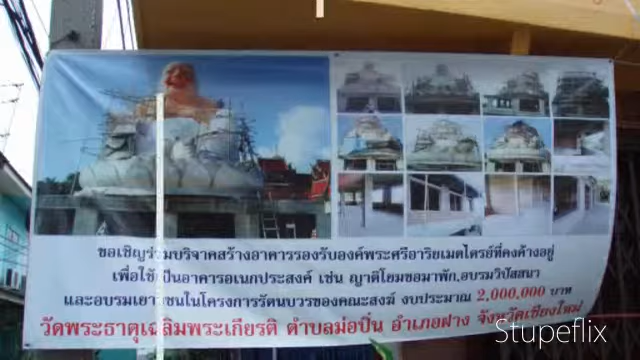 ขอเชิญร่วมบริจาคสร้างอาคารรองรับองค์พระศรีอาริยเมตไตรย์ที่คงค้างอยู่
เพื่อใช้เป็นอาคารอเนกประสงค์ เช่น ญาติโยมขอมาพัก,อบรมวิปัสสนา
และอบรมเยาวชนในโครงการรัตนบวรของคณะสงฆ์ งบประมาณ 2,000,000 บาท
วัดพระธาตุเฉลิมพระเกียรติ ตำบลม่อนปิ่น อำเภอฝาง จังหวัดเชียงใหม่
Stupeflix